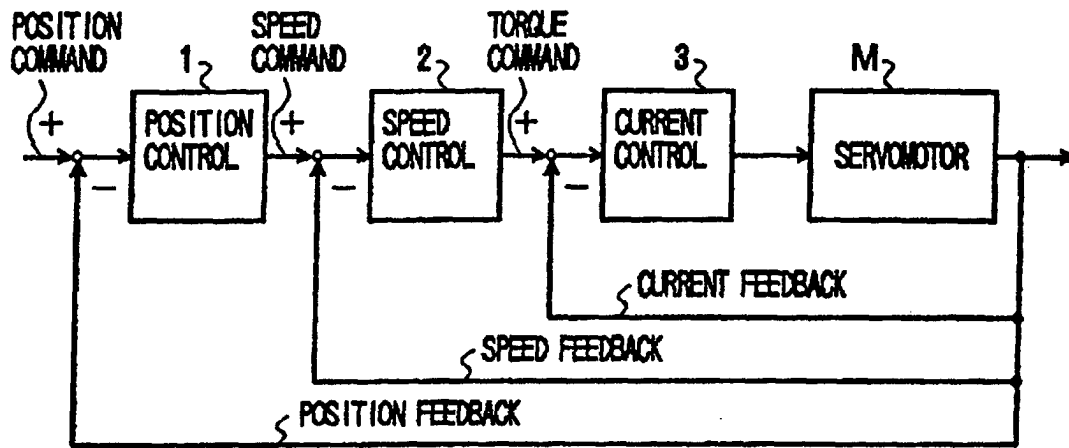 POSITION
COMMAND
1
SPEED
COMMAND
2
TORQUE
COMMAND
3
M
+
POSITION
CONTROL
+
SPEED
CONTROL
+
CURRENT
CONTROL
SERVOMOTOR
−
−
−
CURRENT FEEDBACK
SPEED FEEDBACK
POSITION FEEDBACK